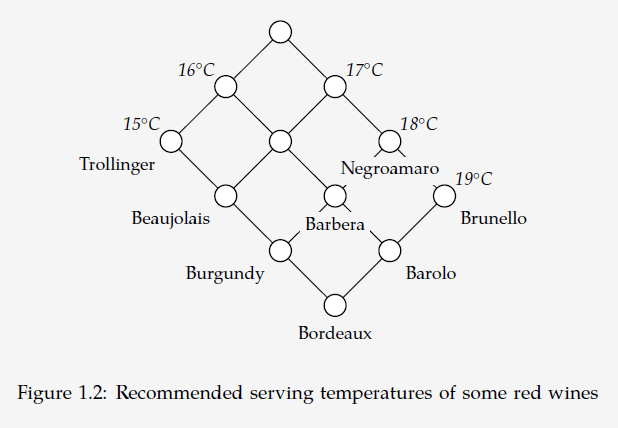 16°C
17°C
15°C
18°C
Trollinger
Negroamaro
19°C
Beaujolais
Barbera
Brunello
Burgundy
Barolo
Bordeaux
Figure 1.2: Recommended serving temperatures of some red wines